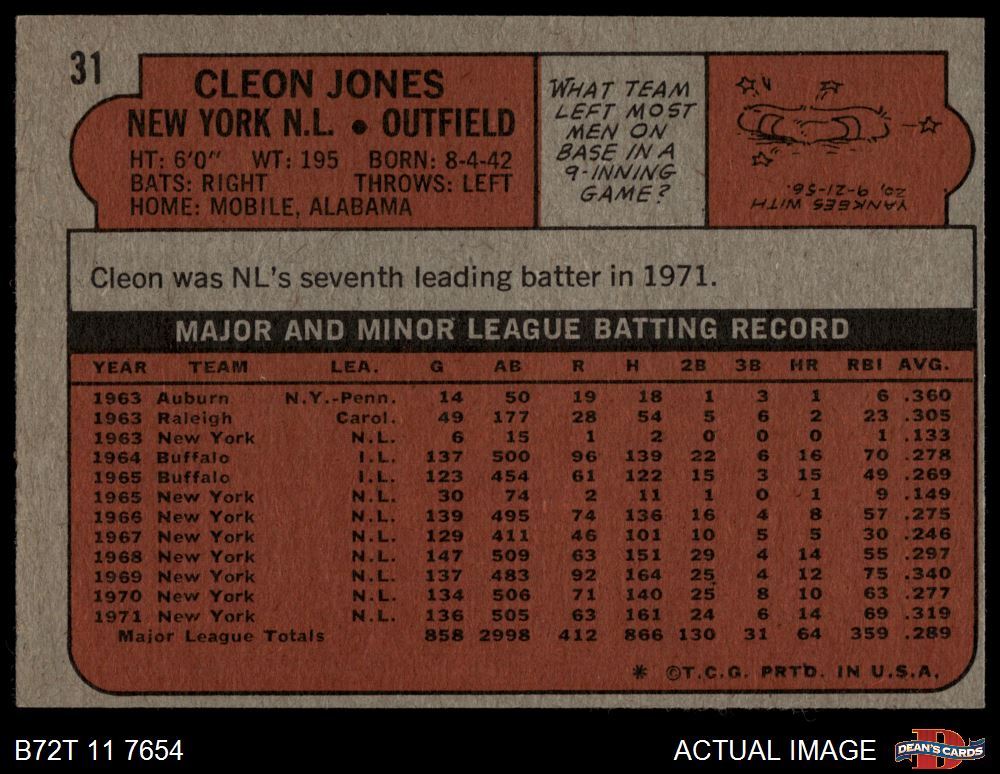 31
CLEON JONES
NEW YORK N.L. • OUTFIELD
HT: 6'0" WT: 195 BORN: 8-4-42
BATS: RIGHT THROWS: LEFT
HOME: MOBILE, ALABAMA
WHAT TEAM
LEFT MOST
MEN ON
BASE IN A
9-INNING
GAME?
YANKEES WITH
20, 9-21-56.
Cleon was NL's seventh leading batter in 1971.
MAJOR AND MINOR LEAGUE BATTING RECORD
YEAR TEAM LEA. G AB R H 2B 3B HR RBI AVG.
1963 Auburn N.Y.-Penn. 14 50 19 18 1 3 1 6 .360
1963 Raleigh Carol. 49 177 28 54 5 6 2 23 .305
1963 New York N.L. 6 15 1 2 0 0 0 1 .133
1964 Buffalo I.L. 137 500 96 139 22 6 16 70 .278
1965 Buffalo I.L. 123 454 61 122 15 3 15 49 .269
1965 New York N.L. 30 74 2 11 1 0 1 9 .149
1966 New York N.L. 139 495 74 136 16 4 8 57 .275
1967 New York N.L. 129 411 46 101 10 5 5 30 .246
1968 New York N.L. 147 509 63 151 29 4 14 55 .297
1969 New York N.L. 137 483 92 164 25 4 12 75 .340
1970 New York N.L. 134 506 71 140 25 8 10 63 .277
1971 New York N.L. 136 505 63 161 24 6 14 69 .319
Major League Totals 858 2998 412 866 130 31 64 359 .289
* ©T.C.G. PRTD. IN U.S.A.
B72T 11 7654
ACTUAL IMAGE
D
DEAN'S CARDS